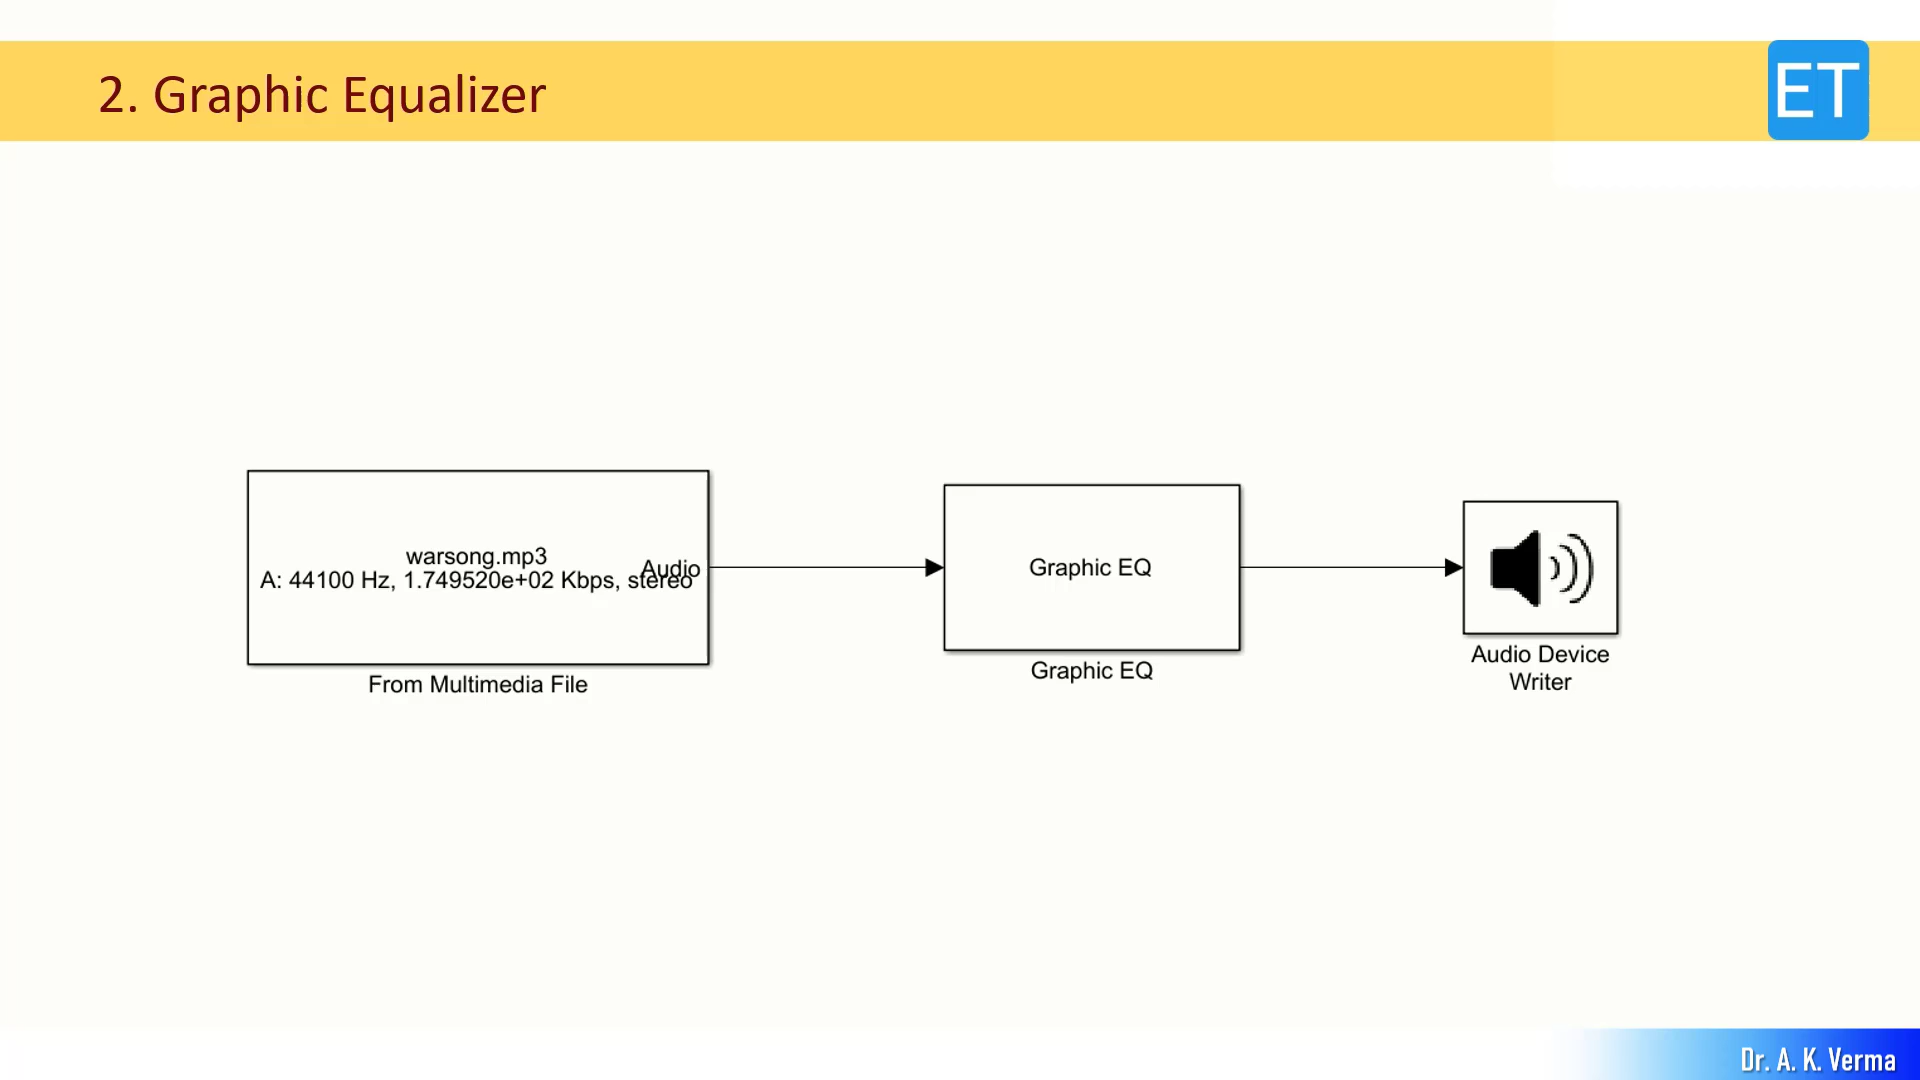 2. Graphic Equalizer
ET
warsong.mp3
A: 44100 Hz, 1.749520e+02 Kbps, stereo
Audio
From Multimedia File
Graphic EQ
Graphic EQ
Audio Device
Writer
Dr. A. K. Verma